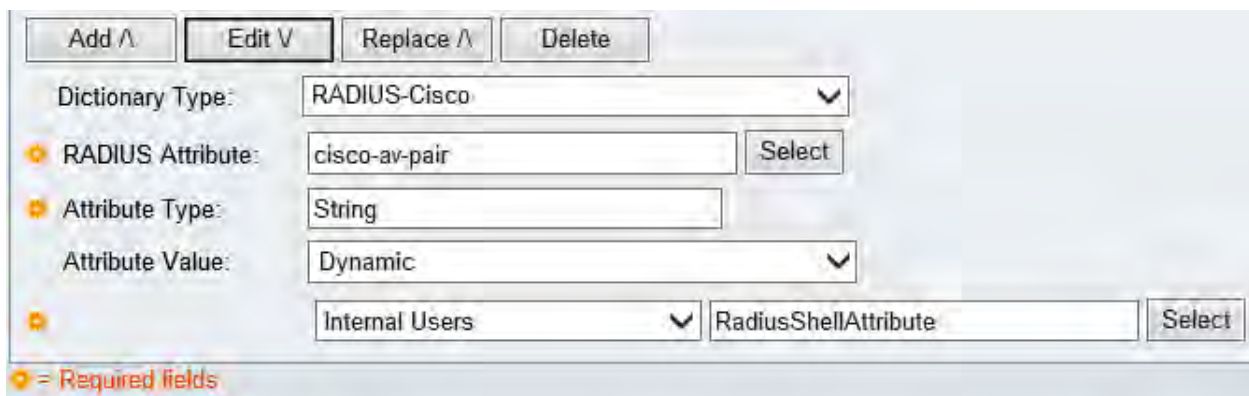 Add /\ Edit \/ Replace /\ Delete
Dictionary Type: RADIUS-Cisco
RADIUS Attribute: cisco-av-pair Select
Attribute Type: String
Attribute Value: Dynamic
Internal Users RadiusShellAttribute Select
= Required fields